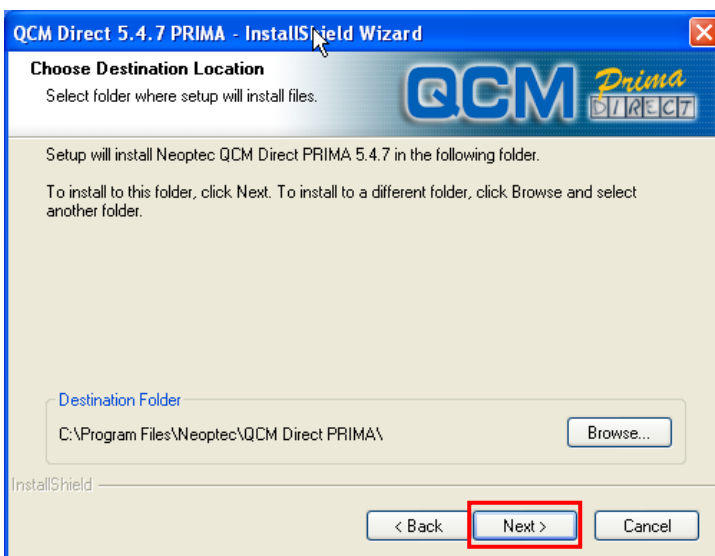 QCM Direct 5.4.7 PRIMA - InstallShield Wizard
Choose Destination Location
Select folder where setup will install files.
QCM Prima
DIRECT
Setup will install Neoptec QCM Direct PRIMA 5.4.7 in the following folder.
To install to this folder, click Next. To install to a different folder, click Browse and select
another folder.
Destination Folder
C:\Program Files\Neoptec\QCM Direct PRIMA\
Browse...
InstallShield
< Back
Next >
Cancel